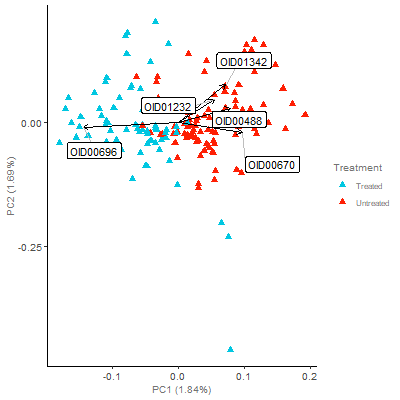 OID01342
OID01232
0.00
OID00488
OID00696
OID00670
PC2 (1.69%)
Treatment
Treated
Untreated
-0.25
-0.1
0.0
0.1
0.2
PC1 (1.84%)